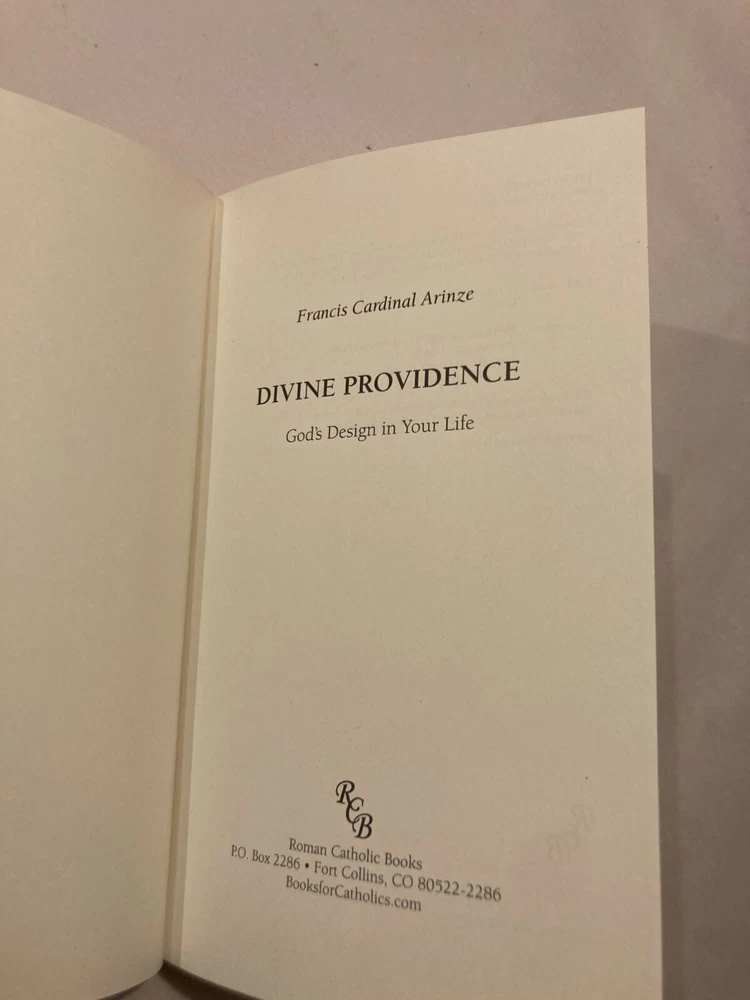 Francis Cardinal Arinze
DIVINE PROVIDENCE
God's Design in Your Life
RCB
Roman Catholic Books
P.O. Box 2286 • Fort Collins, CO 80522-2286
BooksforCatholics.com